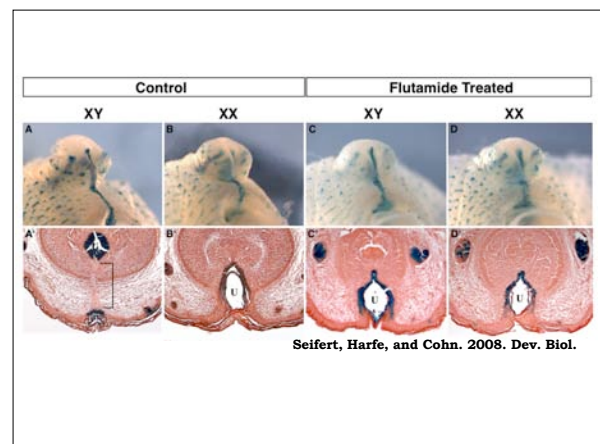 Control
Flutamide Treated
XY
XX
XY
XX
A
B
C
D
A'
B'
U
C'
U
D'
U
Seifert, Harfe, and Cohn. 2008. Dev. Biol.